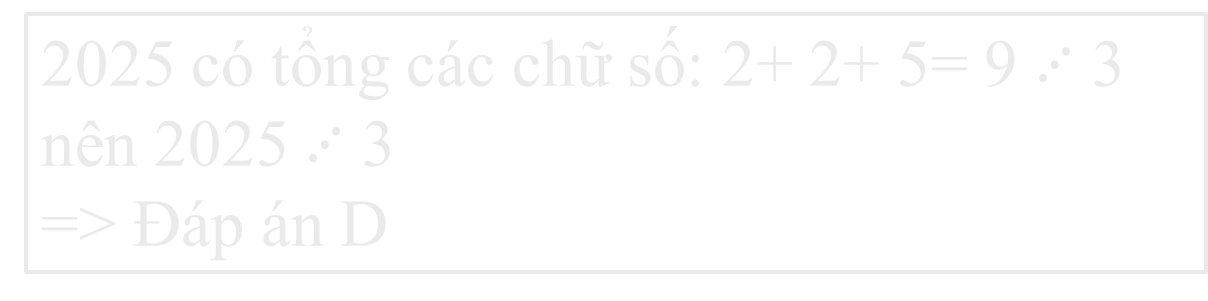 2025 có tổng các chữ số: 2+ 2+ 5= 9 ⋰ 3
nên 2025 ⋰ 3
=> Đáp án D